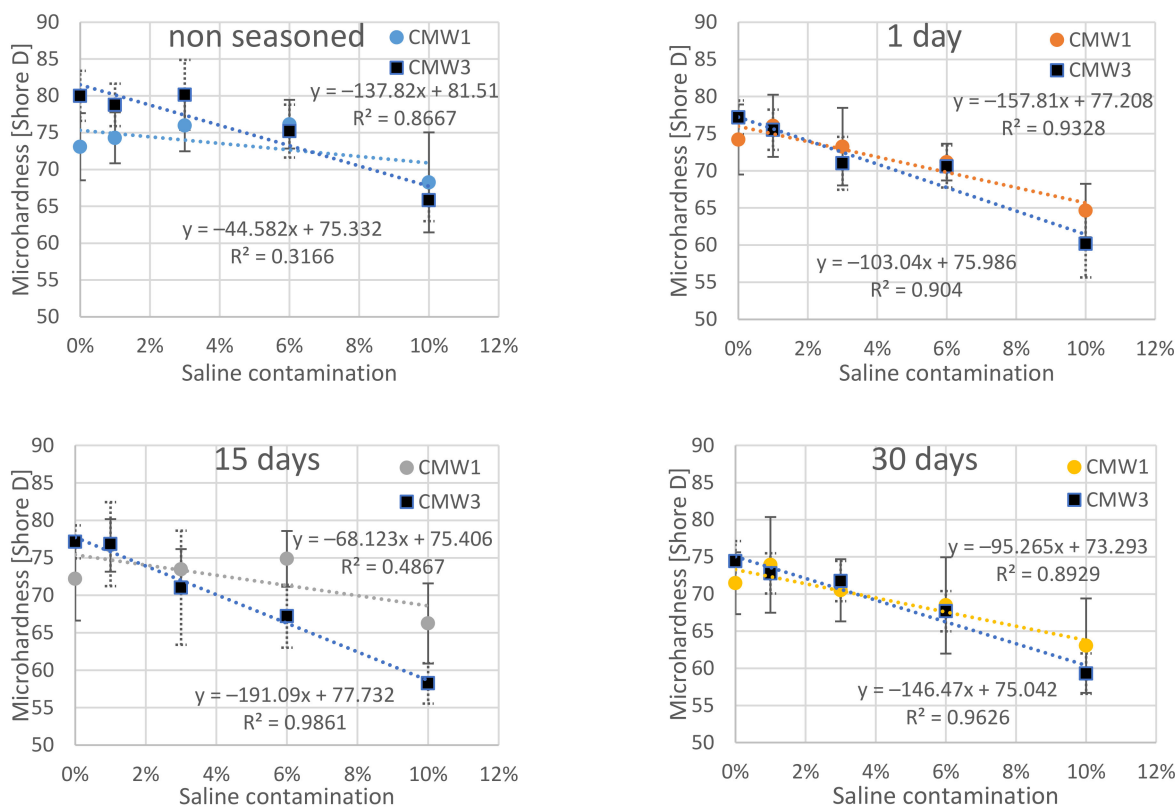 non seasoned
CMW1
CMW3
y = −137.82x + 81.51
R² = 0.8667
y = −44.582x + 75.332
R² = 0.3166
Microhardness [Shore D]
90
85
80
75
70
65
60
55
50
0% 2% 4% 6% 8% 10% 12%
Saline contamination
1 day
CMW1
CMW3
y = −157.81x + 77.208
R² = 0.9328
y = −103.04x + 75.986
R² = 0.904
Microhardness [Shore D]
90
85
80
75
70
65
60
55
50
0% 2% 4% 6% 8% 10% 12%
Saline contamination
15 days
CMW1
CMW3
y = −68.123x + 75.406
R² = 0.4867
y = −191.09x + 77.732
R² = 0.9861
Microhardness [Shore D]
90
85
80
75
70
65
60
55
50
0% 2% 4% 6% 8% 10% 12%
Saline contamination
30 days
CMW1
CMW3
y = −95.265x + 73.293
R² = 0.8929
y = −146.47x + 75.042
R² = 0.9626
Microhardness [Shore D]
90
85
80
75
70
65
60
55
50
0% 2% 4% 6% 8% 10% 12%
Saline contamination